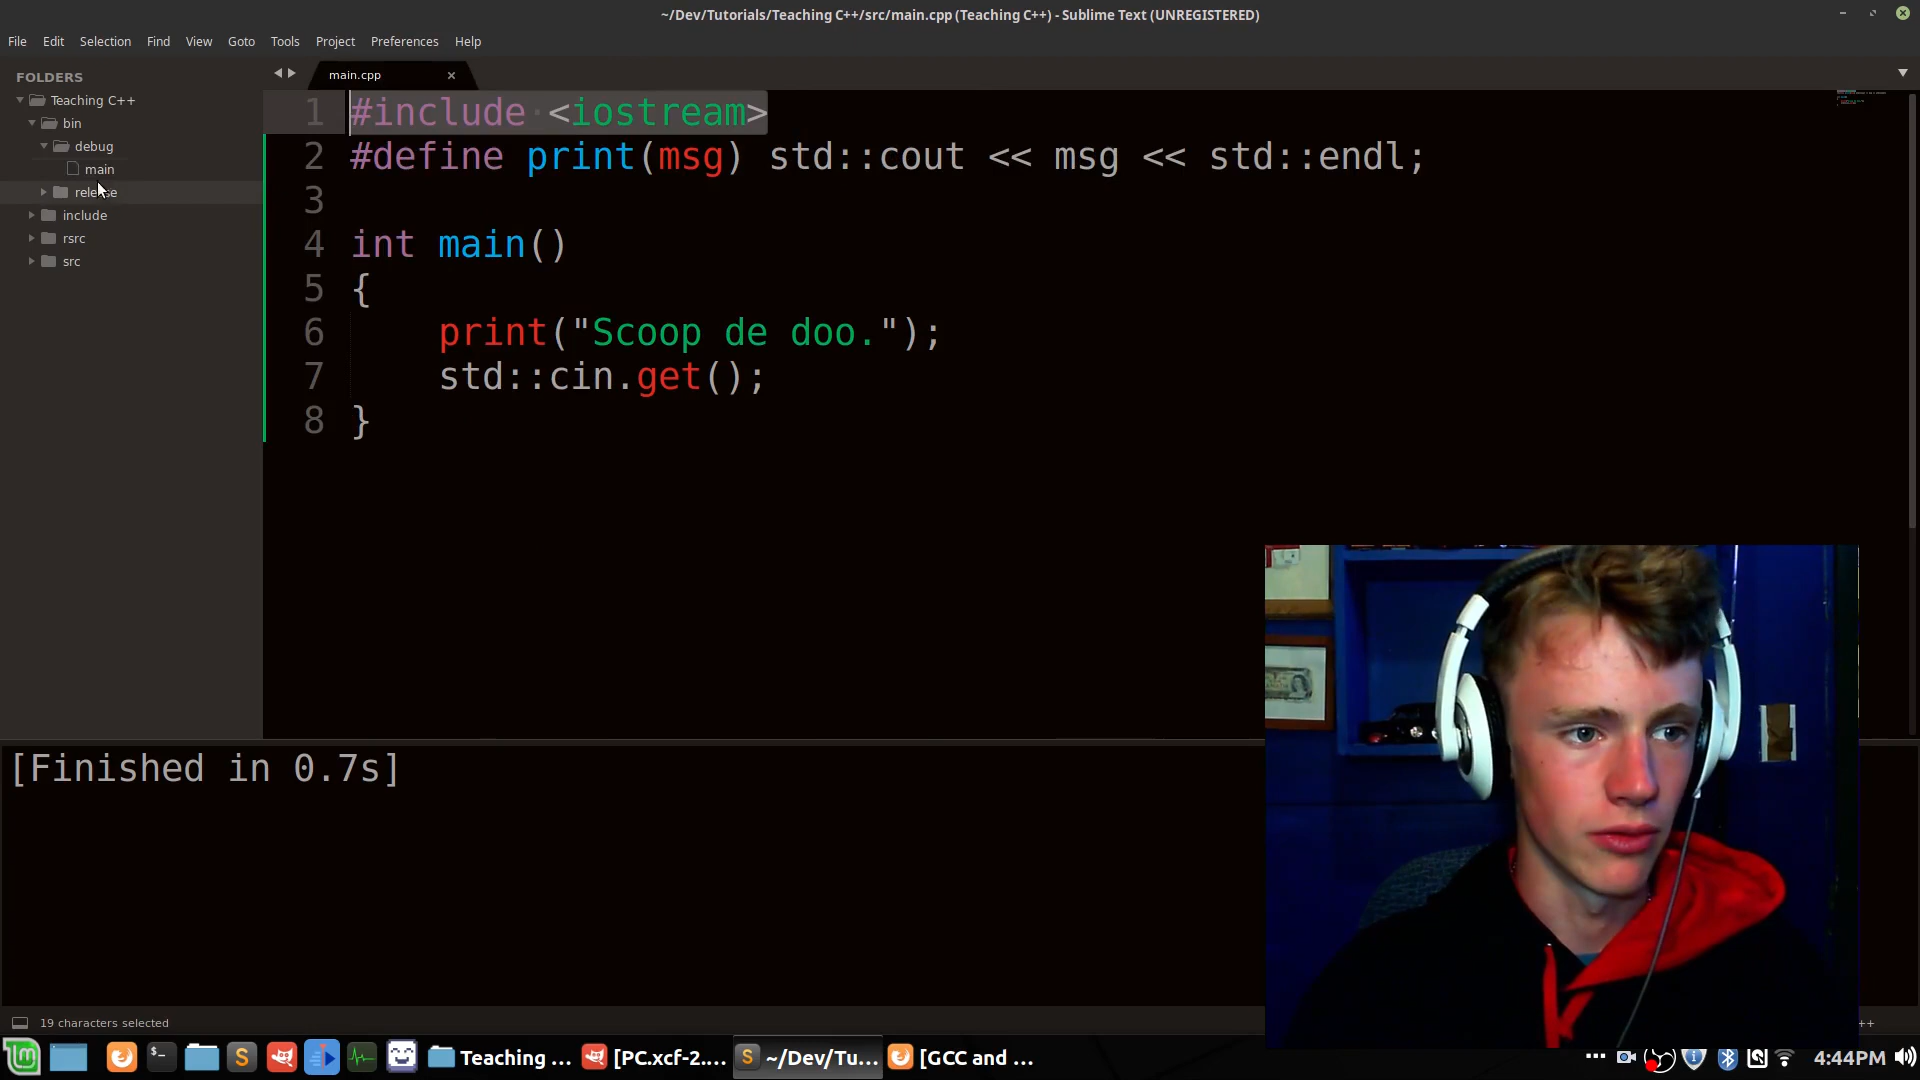 ~/Dev/Tutorials/Teaching C++/src/main.cpp (Teaching C++) - Sublime Text (UNREGISTERED)
File Edit Selection Find View Goto Tools Project Preferences Help
FOLDERS
Teaching C++
bin
debug
main
release
include
rsrc
src
main.cpp
1 #include <iostream>
2 #define print(msg) std::cout << msg << std::endl;
3
4 int main()
5 {
6 print("Scoop de doo.");
7 std::cin.get();
8 }
[Finished in 0.7s]
19 characters selected
++
Teaching ... [PC.xcf-2.... ~/Dev/Tu... [GCC and ...
4:44PM